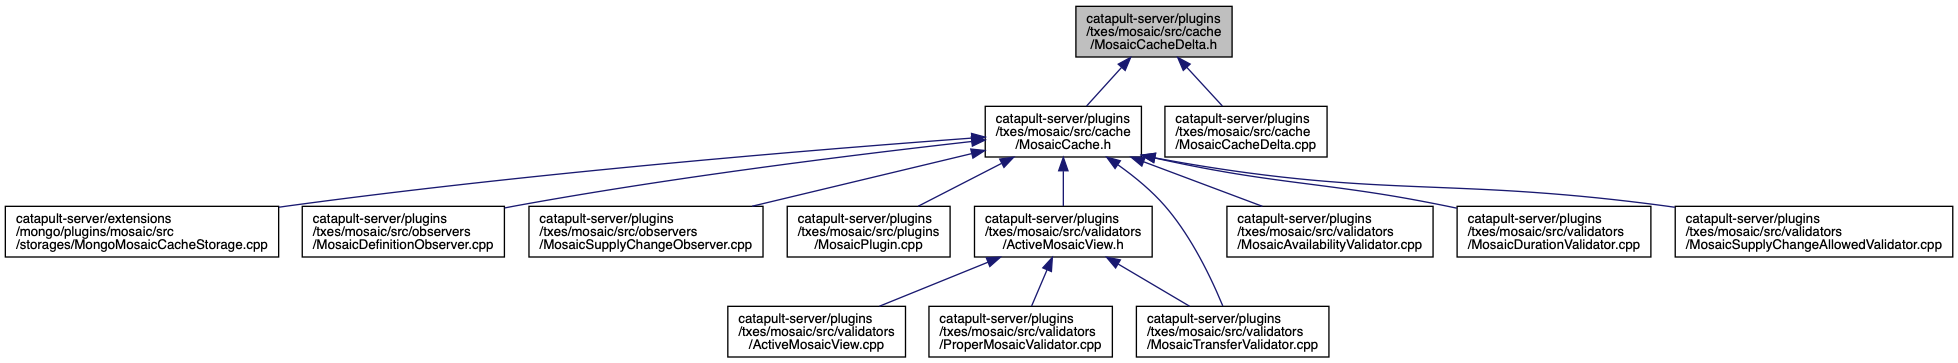 catapult-server/plugins
/txes/mosaic/src/cache
/MosaicCacheDelta.h
catapult-server/plugins
/txes/mosaic/src/cache
/MosaicCache.h
catapult-server/plugins
/txes/mosaic/src/cache
/MosaicCacheDelta.cpp
catapult-server/extensions
/mongo/plugins/mosaic/src
/storages/MongoMosaicCacheStorage.cpp
catapult-server/plugins
/txes/mosaic/src/observers
/MosaicDefinitionObserver.cpp
catapult-server/plugins
/txes/mosaic/src/observers
/MosaicSupplyChangeObserver.cpp
catapult-server/plugins
/txes/mosaic/src/plugins
/MosaicPlugin.cpp
catapult-server/plugins
/txes/mosaic/src/validators
/ActiveMosaicView.h
catapult-server/plugins
/txes/mosaic/src/validators
/MosaicAvailabilityValidator.cpp
catapult-server/plugins
/txes/mosaic/src/validators
/MosaicDurationValidator.cpp
catapult-server/plugins
/txes/mosaic/src/validators
/MosaicSupplyChangeAllowedValidator.cpp
catapult-server/plugins
/txes/mosaic/src/validators
/ActiveMosaicView.cpp
catapult-server/plugins
/txes/mosaic/src/validators
/ProperMosaicValidator.cpp
catapult-server/plugins
/txes/mosaic/src/validators
/MosaicTransferValidator.cpp